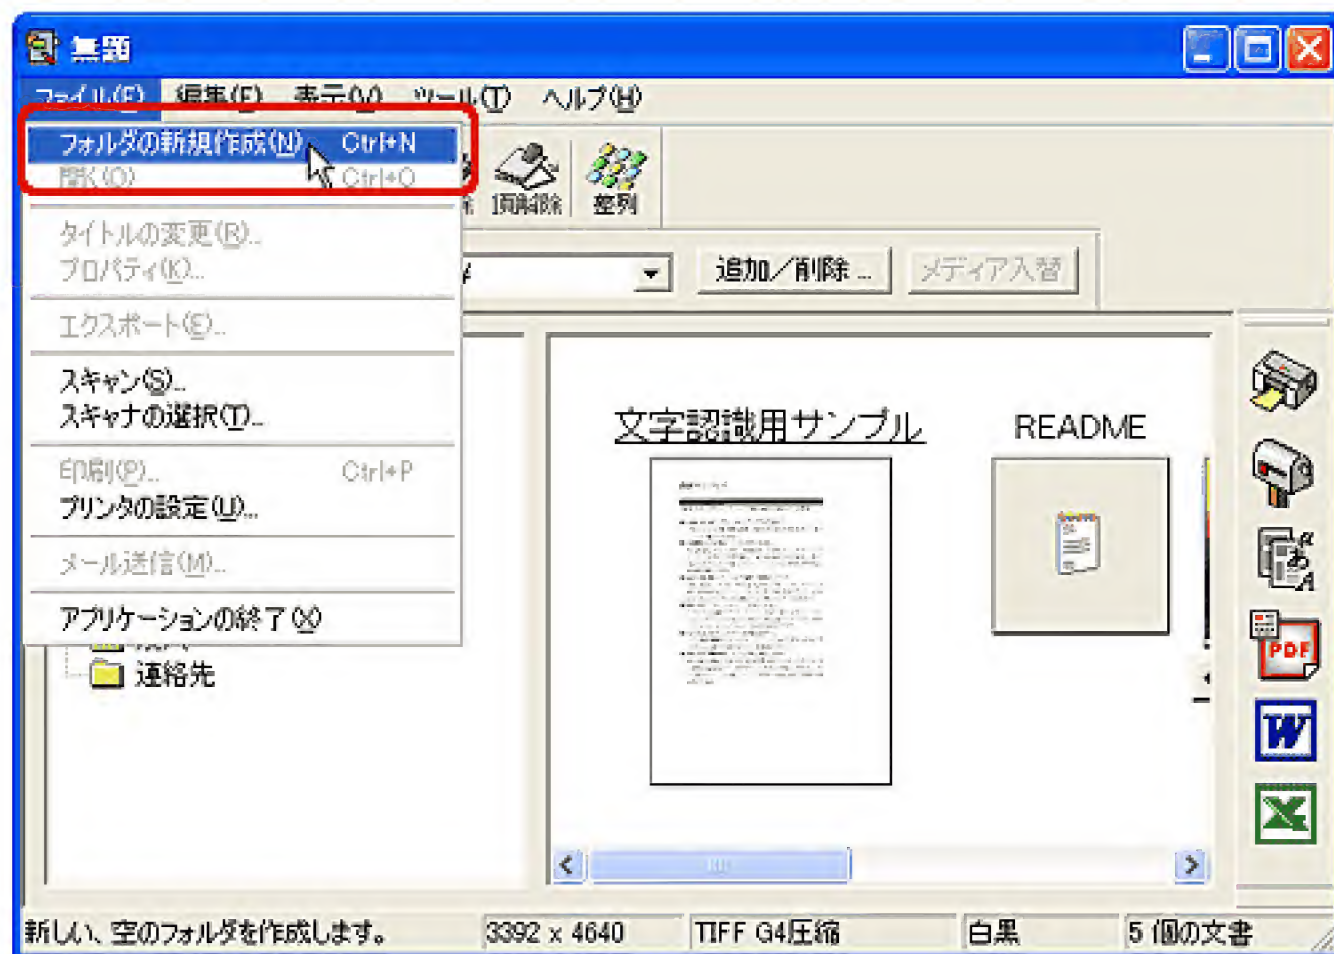 無題
ファイル(F) 編集(E) 表示(V) ツール(T) ヘルプ(H)
フォルダの新規作成(N) Ctrl+N
開く(O) Ctrl+O
タイトルの変更(R)...
プロパティ(K)...
エクスポート(E)...
スキャン(S)...
スキャナの選択(T)...
印刷(P)... Ctrl+P
プリンタの設定(U)...
メール送信(M)...
アプリケーションの終了(X)
頂解除 整列
追加/削除 ... メディア入替
連絡先
文字認識用サンプル README
PDF
W
新しい、空のフォルダを作成します。 3392 x 4640 TIFF G4圧縮 白黒 5 個の文書